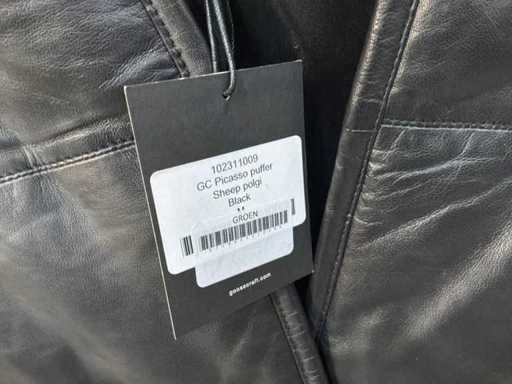 102311009
GC Picasso puffer
Sheep polgi
Black
GROEN
goosecraft.com